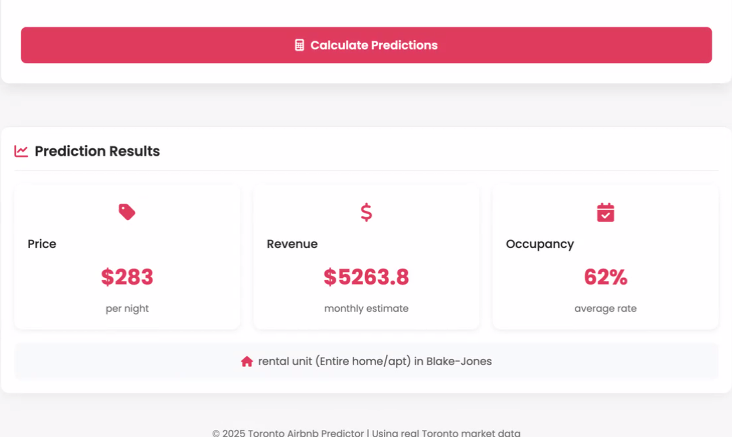 Calculate Predictions
Prediction Results
Price
$283
per night
Revenue
$5263.8
monthly estimate
Occupancy
62%
average rate
rental unit (Entire home/apt) in Blake-Jones
© 2025 Toronto Airbnb Predictor | Using real Toronto market data